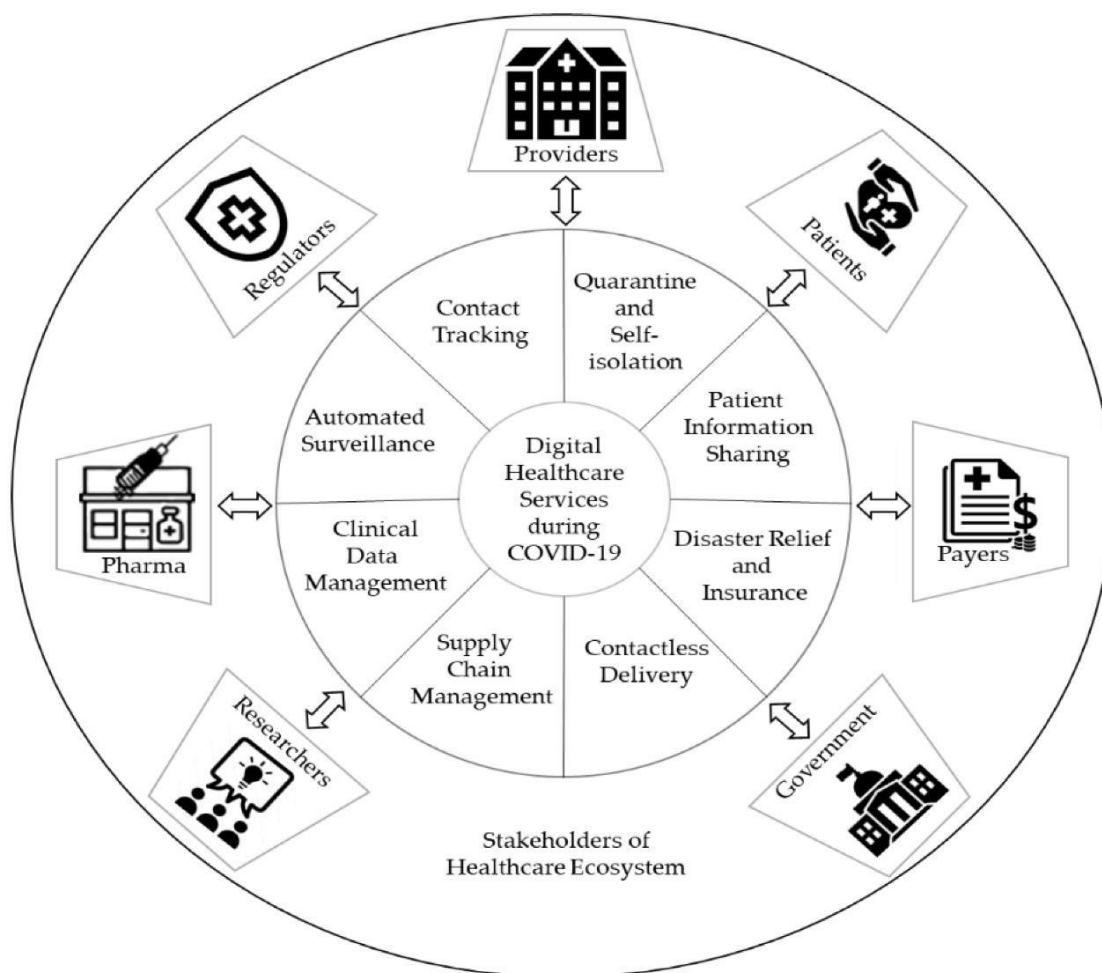 Providers
Regulators
Patients
Contact
Tracking
Quarantine
and
Self-
isolation
Automated
Surveillance
Patient
Information
Sharing
Digital
Healthcare
Services
during
COVID-19
Pharma
Payers
$
Clinical
Data
Management
Disaster Relief
and
Insurance
Supply
Chain
Management
Contactless
Delivery
Researchers
Government
Stakeholders of
Healthcare Ecosystem